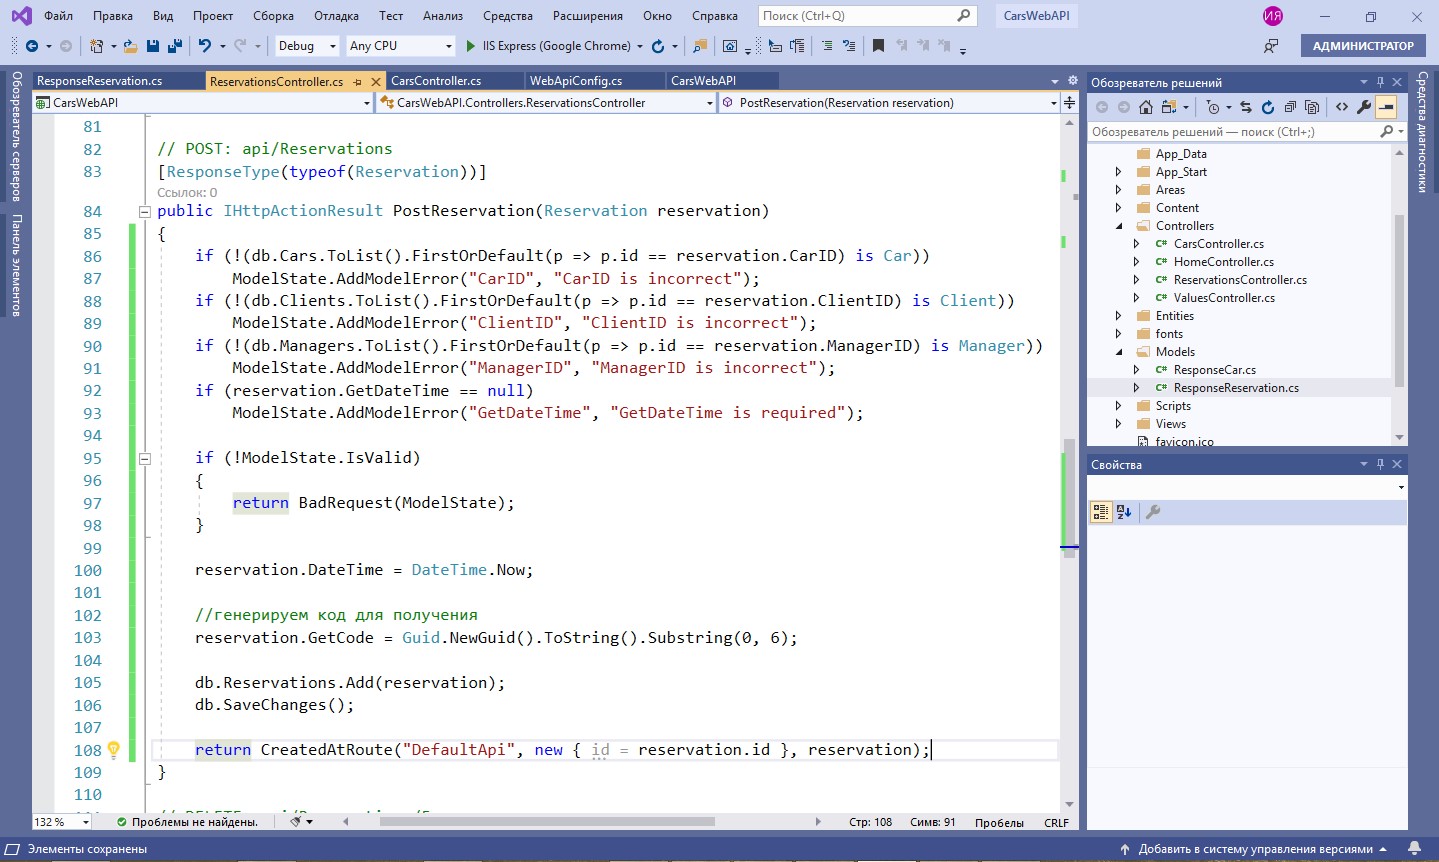 Файл Правка Вид Проект Сборка Отладка Тест Анализ Средства Расширения Окно Справка Поиск (Ctrl+Q) CarsWebAPI ИЯ
Debug Any CPU IIS Express (Google Chrome) АДМИНИСТРАТОР
Обозреватель серверов
Панель элементов
ResponseReservation.cs ReservationsController.cs CarsController.cs WebApiConfig.cs CarsWebAPI
CarsWebAPI CarsWebAPI.Controllers.ReservationsController PostReservation(Reservation reservation)
81
82 // POST: api/Reservations
83 [ResponseType(typeof(Reservation))]
Ссылок: 0
84 public IHttpActionResult PostReservation(Reservation reservation)
85 {
86 if (!(db.Cars.ToList().FirstOrDefault(p => p.id == reservation.CarID) is Car))
87 ModelState.AddModelError("CarID", "CarID is incorrect");
88 if (!(db.Clients.ToList().FirstOrDefault(p => p.id == reservation.ClientID) is Client))
89 ModelState.AddModelError("ClientID", "ClientID is incorrect");
90 if (!(db.Managers.ToList().FirstOrDefault(p => p.id == reservation.ManagerID) is Manager))
91 ModelState.AddModelError("ManagerID", "ManagerID is incorrect");
92 if (reservation.GetDateTime == null)
93 ModelState.AddModelError("GetDateTime", "GetDateTime is required");
94
95 if (!ModelState.IsValid)
96 {
97 return BadRequest(ModelState);
98 }
99
100 reservation.DateTime = DateTime.Now;
101
102 //генерируем код для получения
103 reservation.GetCode = Guid.NewGuid().ToString().Substring(0, 6);
104
105 db.Reservations.Add(reservation);
106 db.SaveChanges();
107
108 return CreatedAtRoute("DefaultApi", new { id = reservation.id }, reservation);
109 }
110
132 % Проблемы не найдены. Стр: 108 Симв: 91 Пробелы CRLF
Обозреватель решений
Обозреватель решений — поиск (Ctrl+;)
App_Data
App_Start
Areas
Content
Controllers
C# CarsController.cs
C# HomeController.cs
C# ReservationsController.cs
C# ValuesController.cs
Entities
fonts
Models
C# ResponseCar.cs
C# ResponseReservation.cs
Scripts
Views
favicon.ico
Свойства
Средства диагностики
Элементы сохранены Добавить в систему управления версиями